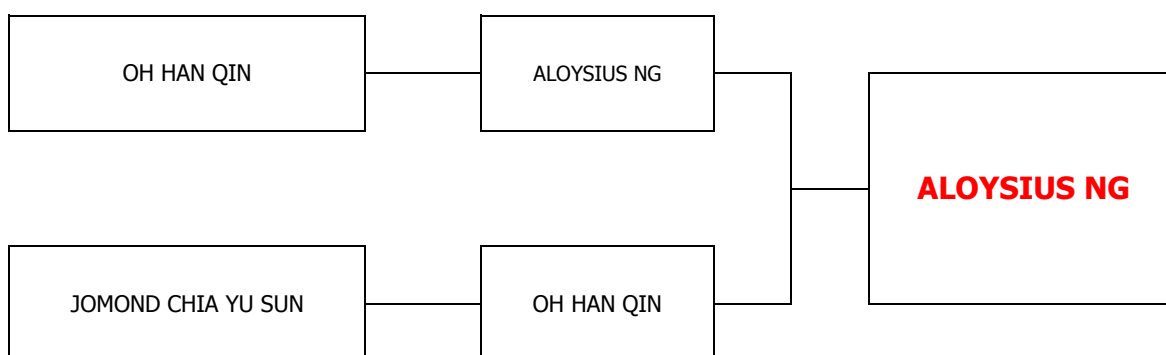 OH HAN QIN
ALOYSIUS NG
ALOYSIUS NG
JOMOND CHIA YU SUN
OH HAN QIN